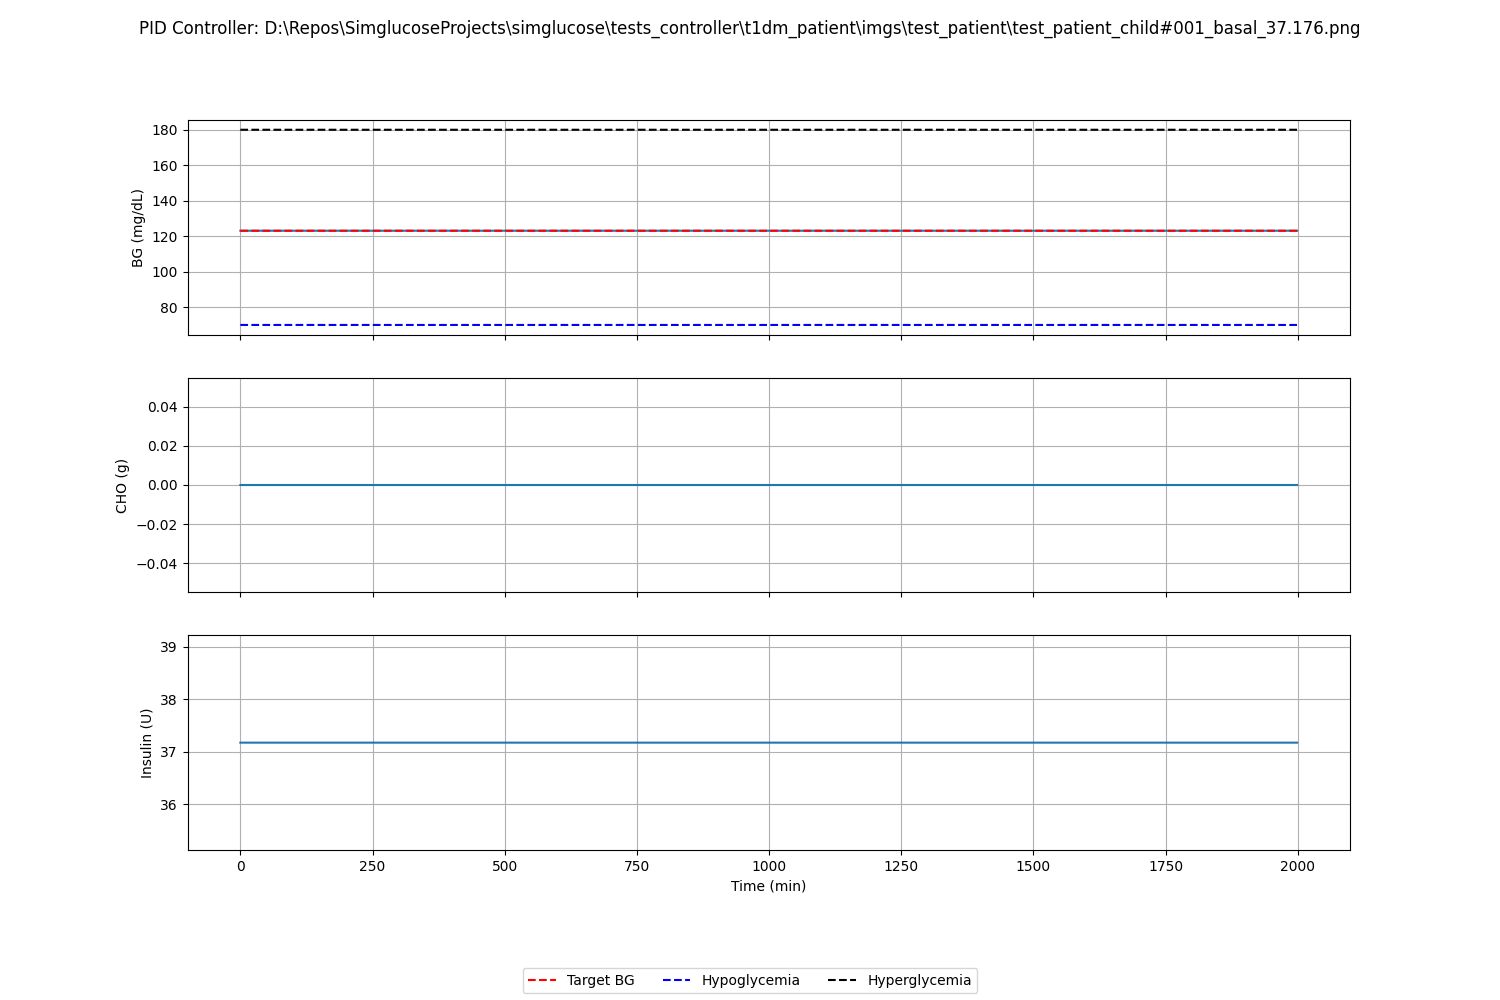 PID Controller: D:\Repos\SimglucoseProjects\simglucose\tests_controller\t1dm_patient\imgs\test_patient\test_patient_child#001_basal_37.176.png
180
160
140
120
100
80
BG (mg/dL)
0.04
0.02
0.00
−0.02
−0.04
CHO (g)
39
38
37
36
Insulin (U)
0 250 500 750 1000 1250 1500 1750 2000
Time (min)
Target BG Hypoglycemia Hyperglycemia